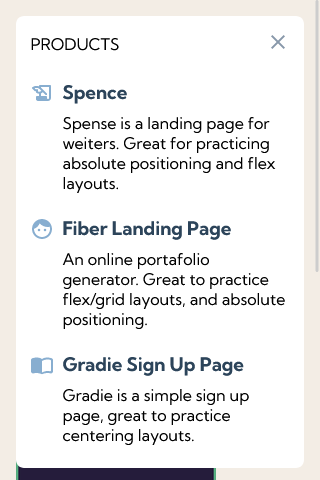 PRODUCTS
Spence
Spense is a landing page for
weiters. Great for practicing
absolute positioning and flex
layouts.
Fiber Landing Page
An online portafolio
generator. Great to practice
flex/grid layouts, and absolute
positioning.
Gradie Sign Up Page
Gradie is a simple sign up
page, great to practice
centering layouts.